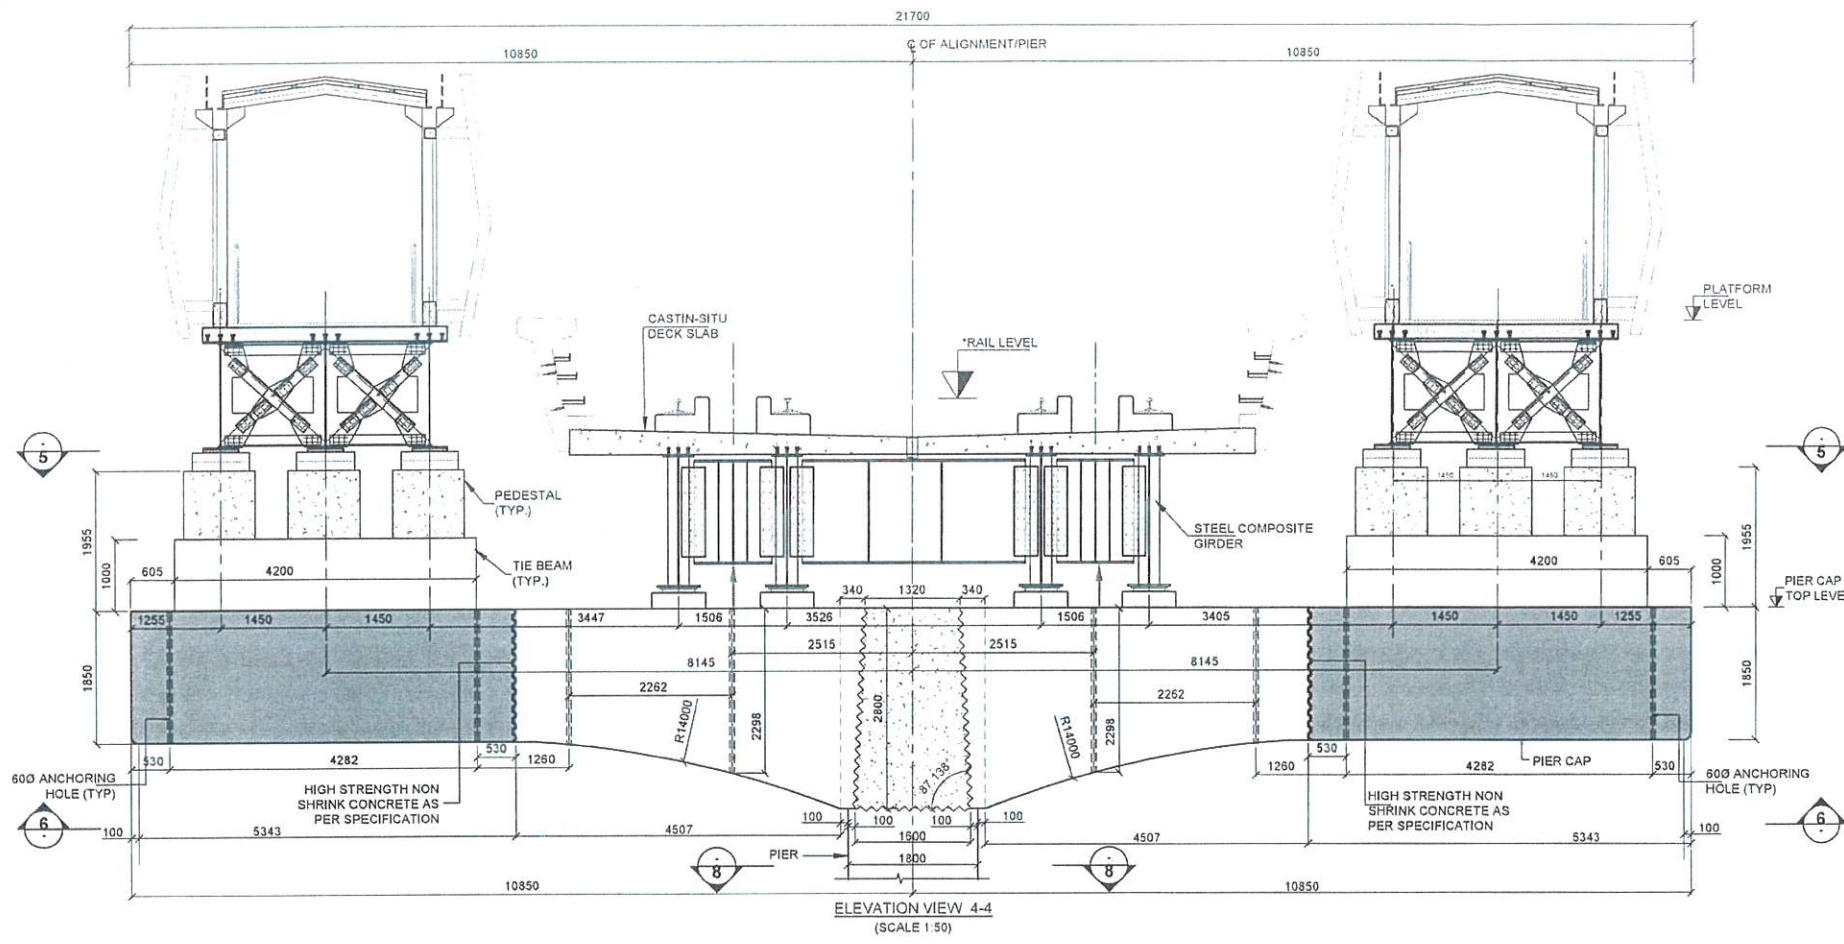 21700
℄ OF ALIGNMENT/PIER
10850
10850
PLATFORM
LEVEL
CASTIN-SITU
DECK SLAB
*RAIL LEVEL
5
5
1450
1450
PEDESTAL
(TYP.)
STEEL COMPOSITE
GIRDER
1955
1000
1955
1000
TIE BEAM
(TYP.)
605
4200
4200
605
PIER CAP
TOP LEVE
340
1320
340
1255
1450
1450
3447
1506
3526
1506
3405
1450
1450
1255
2515
2515
8145
8145
1850
1850
2262
2262
2800
R14000
2298
R14000
2298
87.138°
530
4282
530
1260
1260
530
4282
530
PIER CAP
60Ø ANCHORING
HOLE (TYP)
HIGH STRENGTH NON
SHRINK CONCRETE AS
PER SPECIFICATION
HIGH STRENGTH NON
SHRINK CONCRETE AS
PER SPECIFICATION
60Ø ANCHORING
HOLE (TYP)
6
6
100
5343
4507
100
100
100
100
4507
5343
100
1600
PIER
1800
8
8
10850
10850
ELEVATION VIEW 4-4
(SCALE 1:50)